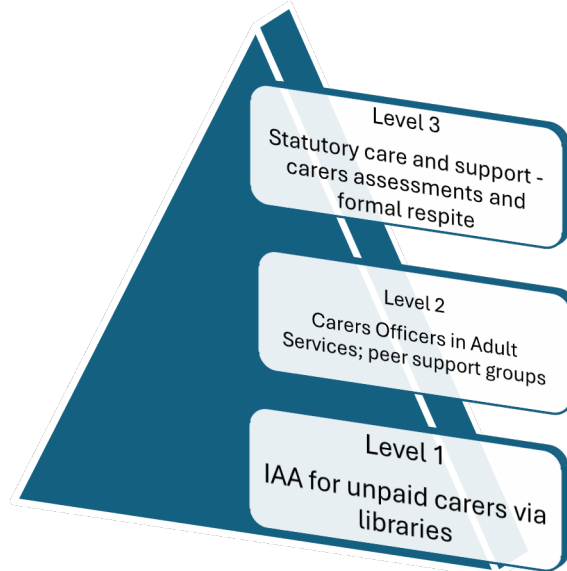 Level 3
Statutory care and support -
carers assessments and
formal respite
Level 2
Carers Officers in Adult
Services; peer support groups
Level 1
IAA for unpaid carers via
libraries